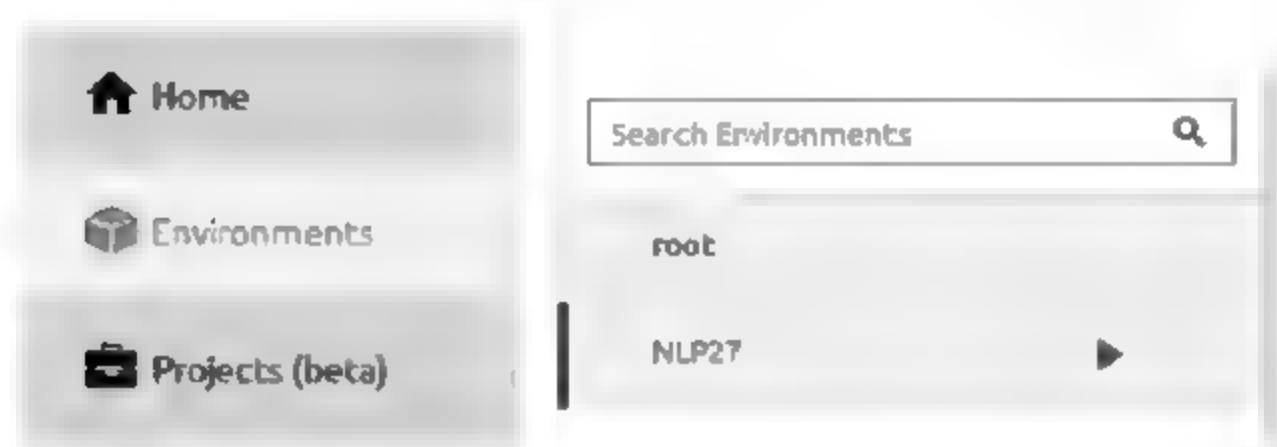 Home
Search Environments
Environments
root
NLP27
Projects (beta)